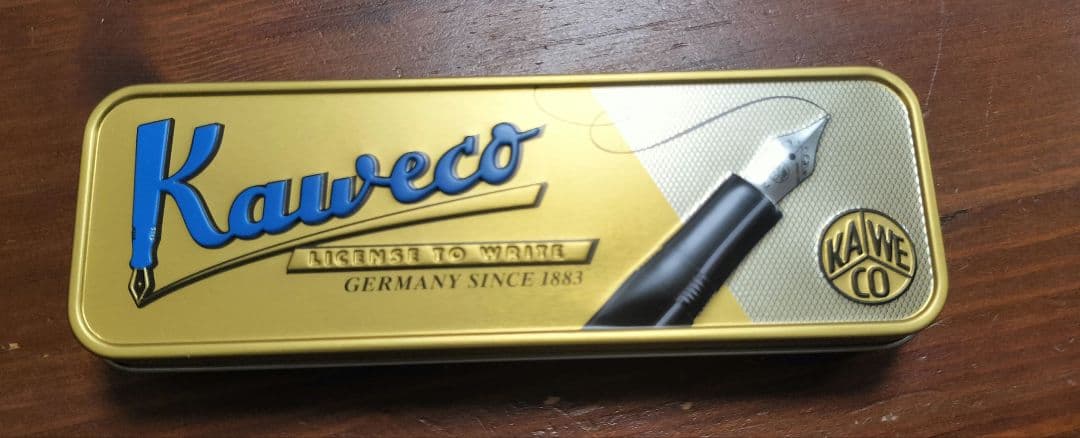 Kaweco
LICENSE TO WRITE
GERMANY SINCE 1883
KA WE
CO